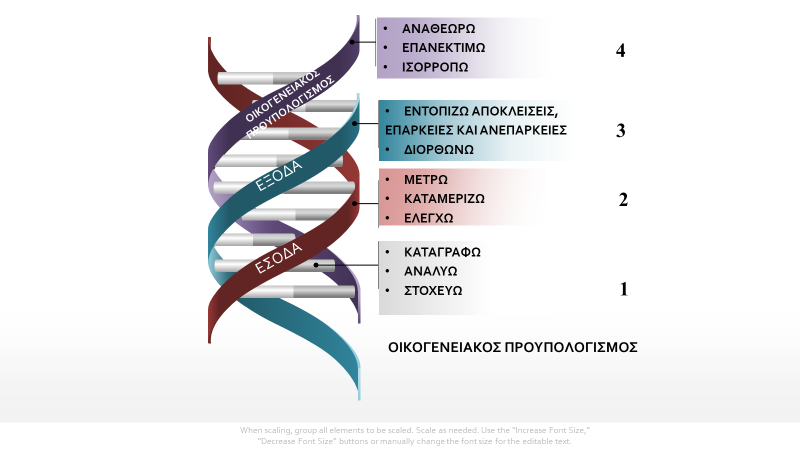 • ΑΝΑΘΕΩΡΩ
• ΕΠΑΝΕΚΤΙΜΩ
• ΙΣΟΡΡΟΠΩ
4
ΟΙΚΟΓΕΝΕΙΑΚΟΣ
ΠΡΟΥΠΟΛΟΓΙΣΜΟΣ
• ΕΝΤΟΠΙΖΩ ΑΠΟΚΛΕΙΣΕΙΣ,
ΕΠΑΡΚΕΙΕΣ ΚΑΙ ΑΝΕΠΑΡΚΕΙΕΣ
• ΔΙΟΡΘΩΝΩ
3
ΕΞΟΔΑ
• ΜΕΤΡΩ
• ΚΑΤΑΜΕΡΙΖΩ
• ΕΛΕΓΧΩ
2
ΕΣΟΔΑ
• ΚΑΤΑΓΡΑΦΩ
• ΑΝΑΛΥΩ
• ΣΤΟΧΕΥΩ
1
ΟΙΚΟΓΕΝΕΙΑΚΟΣ ΠΡΟΥΠΟΛΟΓΙΣΜΟΣ
When scaling, group all elements to be scaled. Scale as needed. Use the "Increase Font Size,"
"Decrease Font Size" buttons or manually change the font size for the editable text.